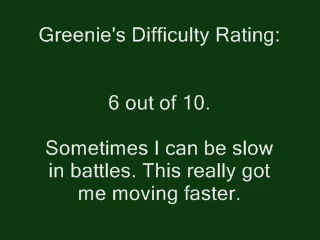 Greenie's Difficulty Rating:
6 out of 10.
Sometimes I can be slow
in battles. This really got
me moving faster.